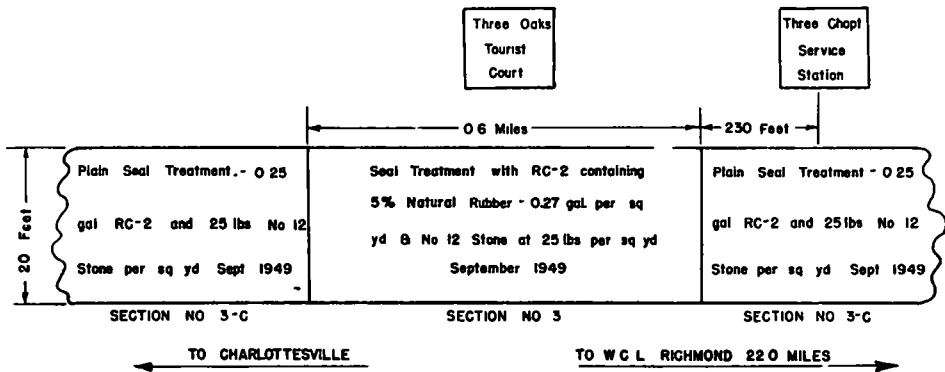 Three Oaks
Tourist
Court
Three Chopt
Service
Station
0.6 Miles
230 Feet
20 Feet
Plain Seal Treatment.- 0 25
gal RC-2 and 25 lbs No 12
Stone per sq yd Sept 1949
Seal Treatment with RC-2 containing
5% Natural Rubber - 0.27 gal. per sq
yd & No 12 Stone at 25 lbs per sq yd
September 1949
Plain Seal Treatment - 0 25
gal RC-2 and 25 lbs No 12
Stone per sq yd Sept 1949
SECTION NO 3-C
SECTION NO 3
SECTION NO 3-C
TO CHARLOTTESVILLE
TO W C L RICHMOND 22 0 MILES